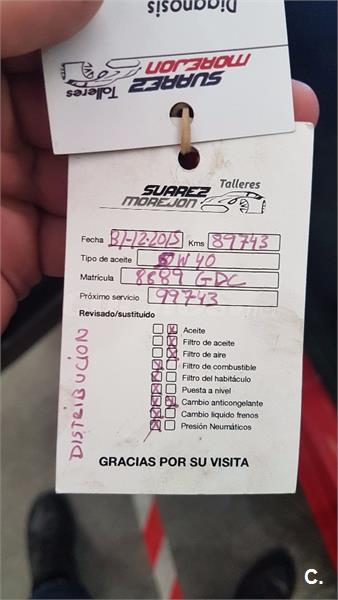 Diagnosis
SUAREZ
MOREJON
Talleres
Talleres
SUAREZ
MOREJON
Fecha 31-12-2015 Kms 89743
Tipo de aceite 5W40
Matrícula 8889 GDC
Próximo servicio 99743
Revisado/sustituido
Aceite
Filtro de aceite
Filtro de aire
Filtro de combustible
Filtro del habitáculo
Puesta a nivel
Cambio anticongelante
Cambio liquido frenos
Presión Neumáticos
DISTRIBUCION
GRACIAS POR SU VISITA
C.